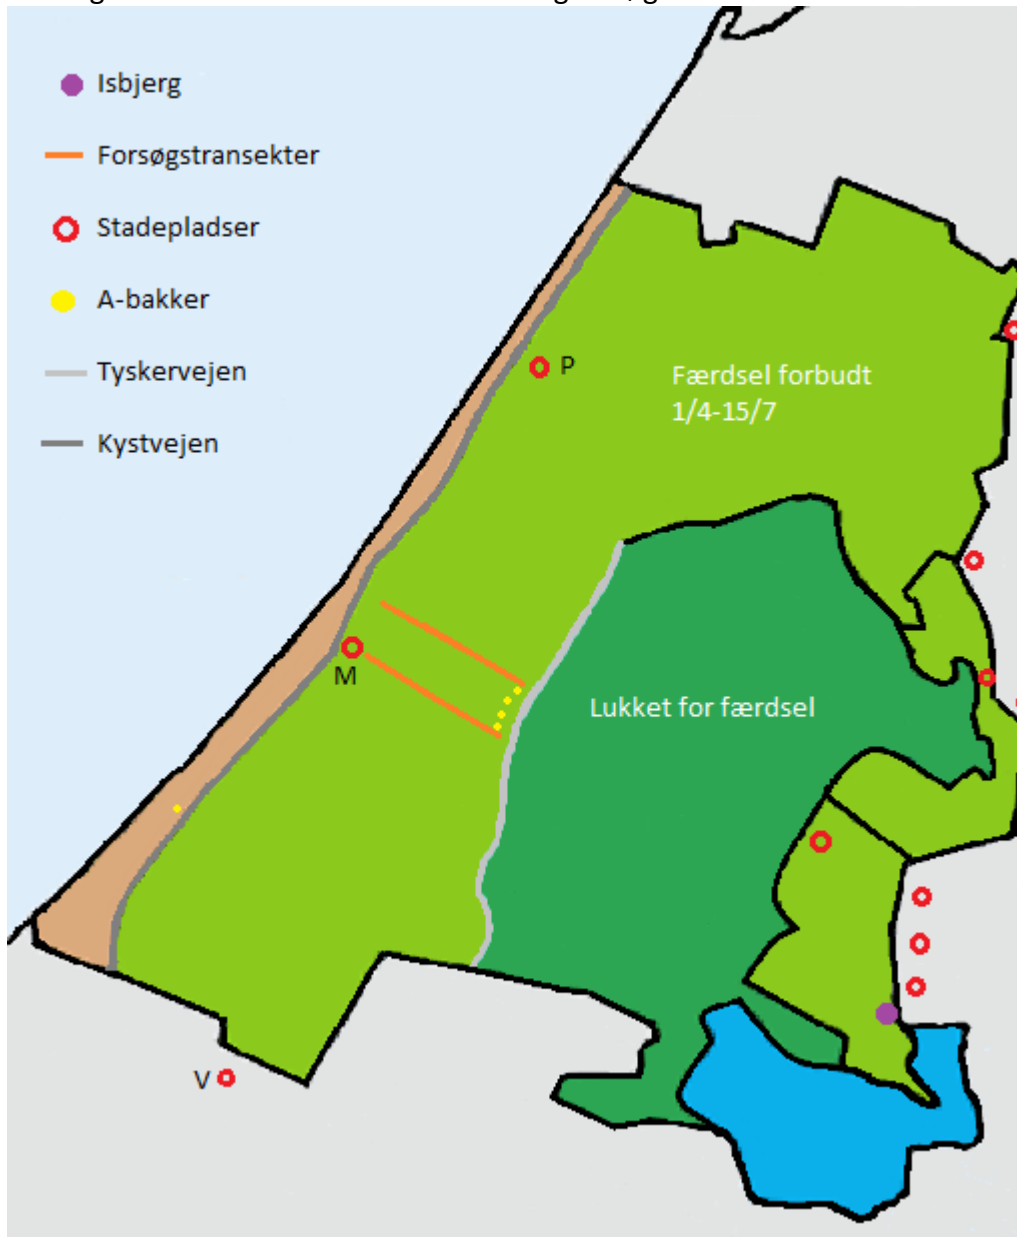 Isbjerg
Forsøgstransekter
Stadepladser
A-bakker
Tyskervejen
Kystvejen
P
Færdsel forbudt
1/4-15/7
M
Lukket for færdsel
V